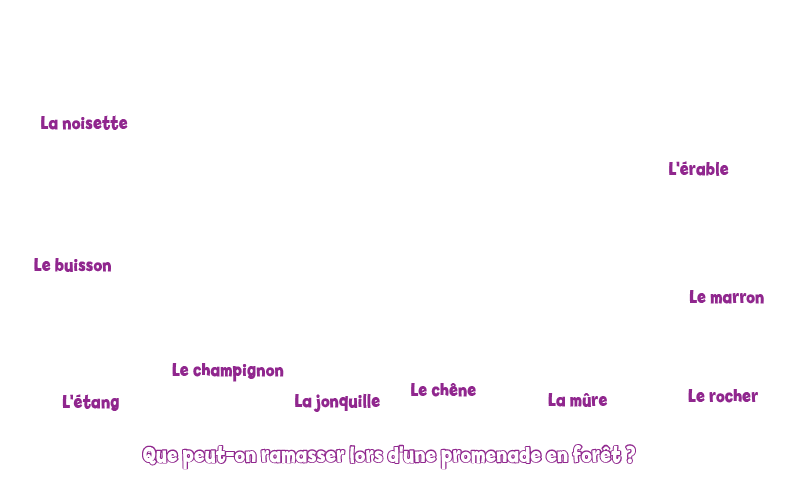 La noisette
L'érable
Le buisson
Le marron
Le champignon
Le chêne
Le rocher
L'étang
La jonquille
La mûre
Que peut-on ramasser lors d'une promenade en forêt ?